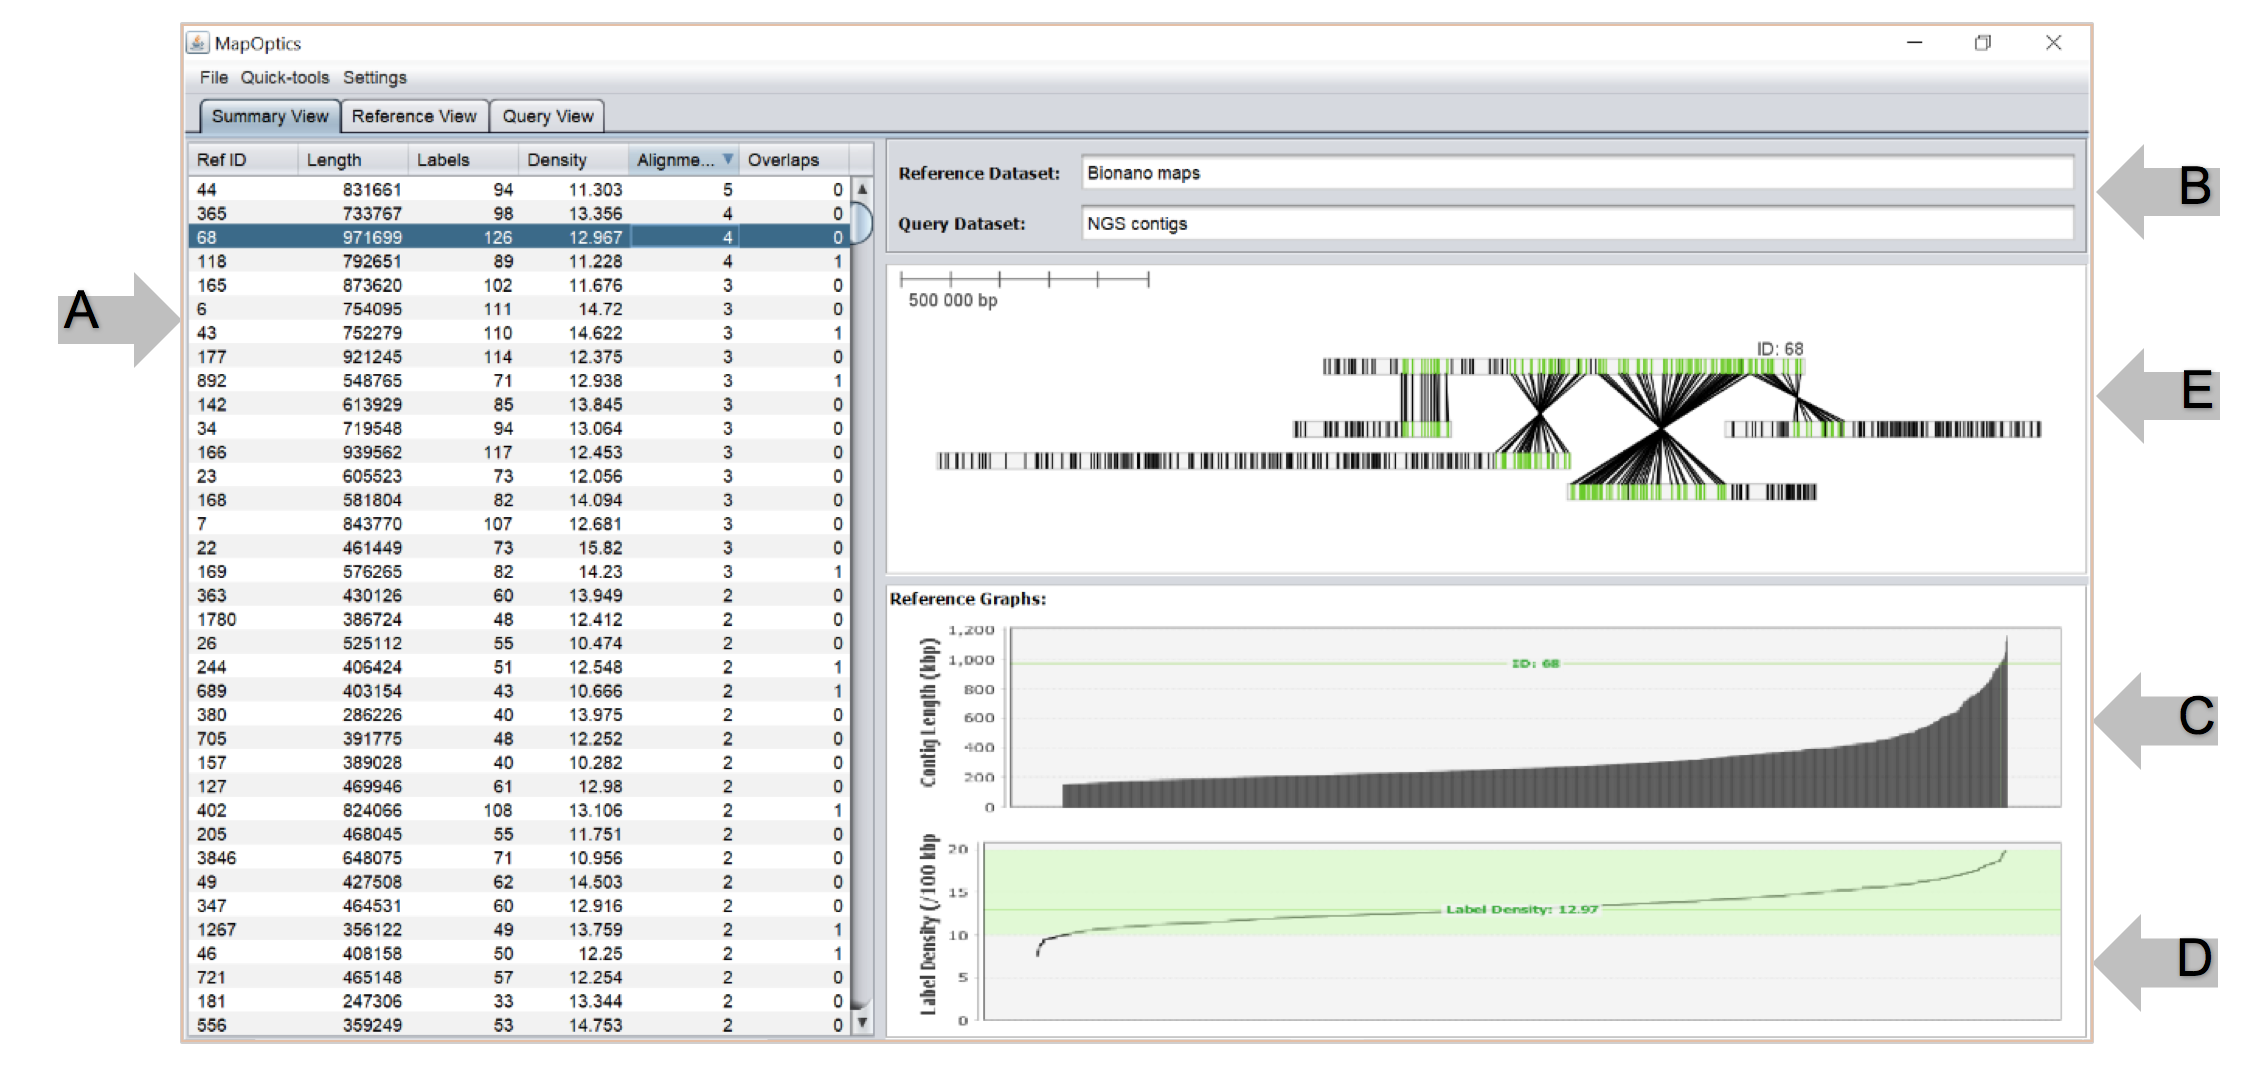 MapOptics
File Quick-tools Settings
Summary View Reference View Query View
Ref ID Length Labels Density Alignme... Overlaps
44 831661 94 11.303 5 0
365 733767 98 13.356 4 0
68 971699 126 12.967 4 0
118 792651 89 11.228 4 1
165 873620 102 11.676 3 0
6 754095 111 14.72 3 0
43 752279 110 14.622 3 1
177 921245 114 12.375 3 0
892 548765 71 12.938 3 1
142 613929 85 13.845 3 0
34 719548 94 13.064 3 0
166 939562 117 12.453 3 0
23 605523 73 12.056 3 0
168 581804 82 14.094 3 0
7 843770 107 12.681 3 0
22 461449 73 15.82 3 0
169 576265 82 14.23 3 1
363 430126 60 13.949 2 0
1780 386724 48 12.412 2 0
26 525112 55 10.474 2 0
244 406424 51 12.548 2 1
689 403154 43 10.666 2 1
380 286226 40 13.975 2 0
705 391775 48 12.252 2 0
157 389028 40 10.282 2 0
127 469946 61 12.98 2 0
402 824066 108 13.106 2 1
205 468045 55 11.751 2 0
3846 648075 71 10.956 2 0
49 427508 62 14.503 2 0
347 464531 60 12.916 2 0
1267 356122 49 13.759 2 1
46 408158 50 12.25 2 1
721 465148 57 12.254 2 0
181 247306 33 13.344 2 0
556 359249 53 14.753 2 0
A
Reference Dataset: Bionano maps
Query Dataset: NGS contigs
B
500 000 bp
ID: 68
E
Reference Graphs:
Contig Length (kbp)
1,200
1,000
800
600
400
200
0
ID: 68
C
Label Density (/100 kbp
20
15
10
5
0
Label Density: 12.97
D